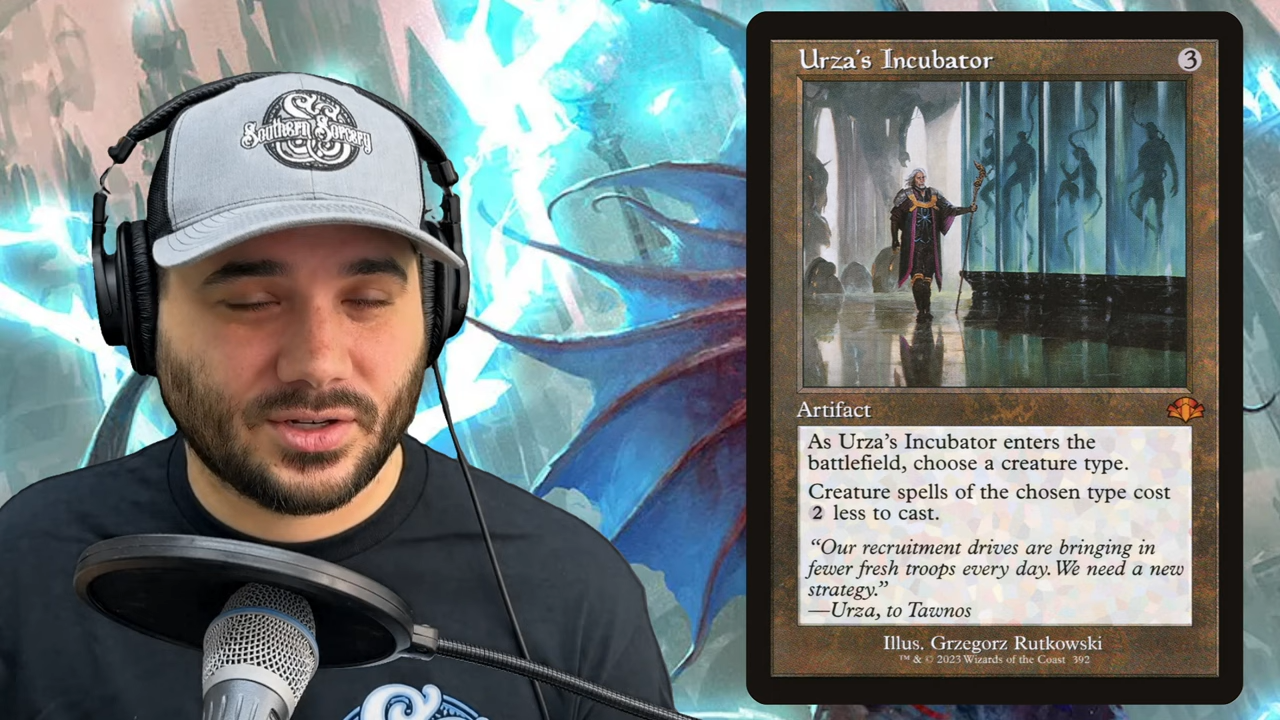 Southern Sorcery
Urza's Incubator
3
Artifact
As Urza's Incubator enters the
battlefield, choose a creature type.
Creature spells of the chosen type cost
2 less to cast.
“Our recruitment drives are bringing in
fewer fresh troops every day. We need a new
strategy.”
—Urza, to Tawnos
Illus. Grzegorz Rutkowski
™ & © 2023 Wizards of the Coast 392